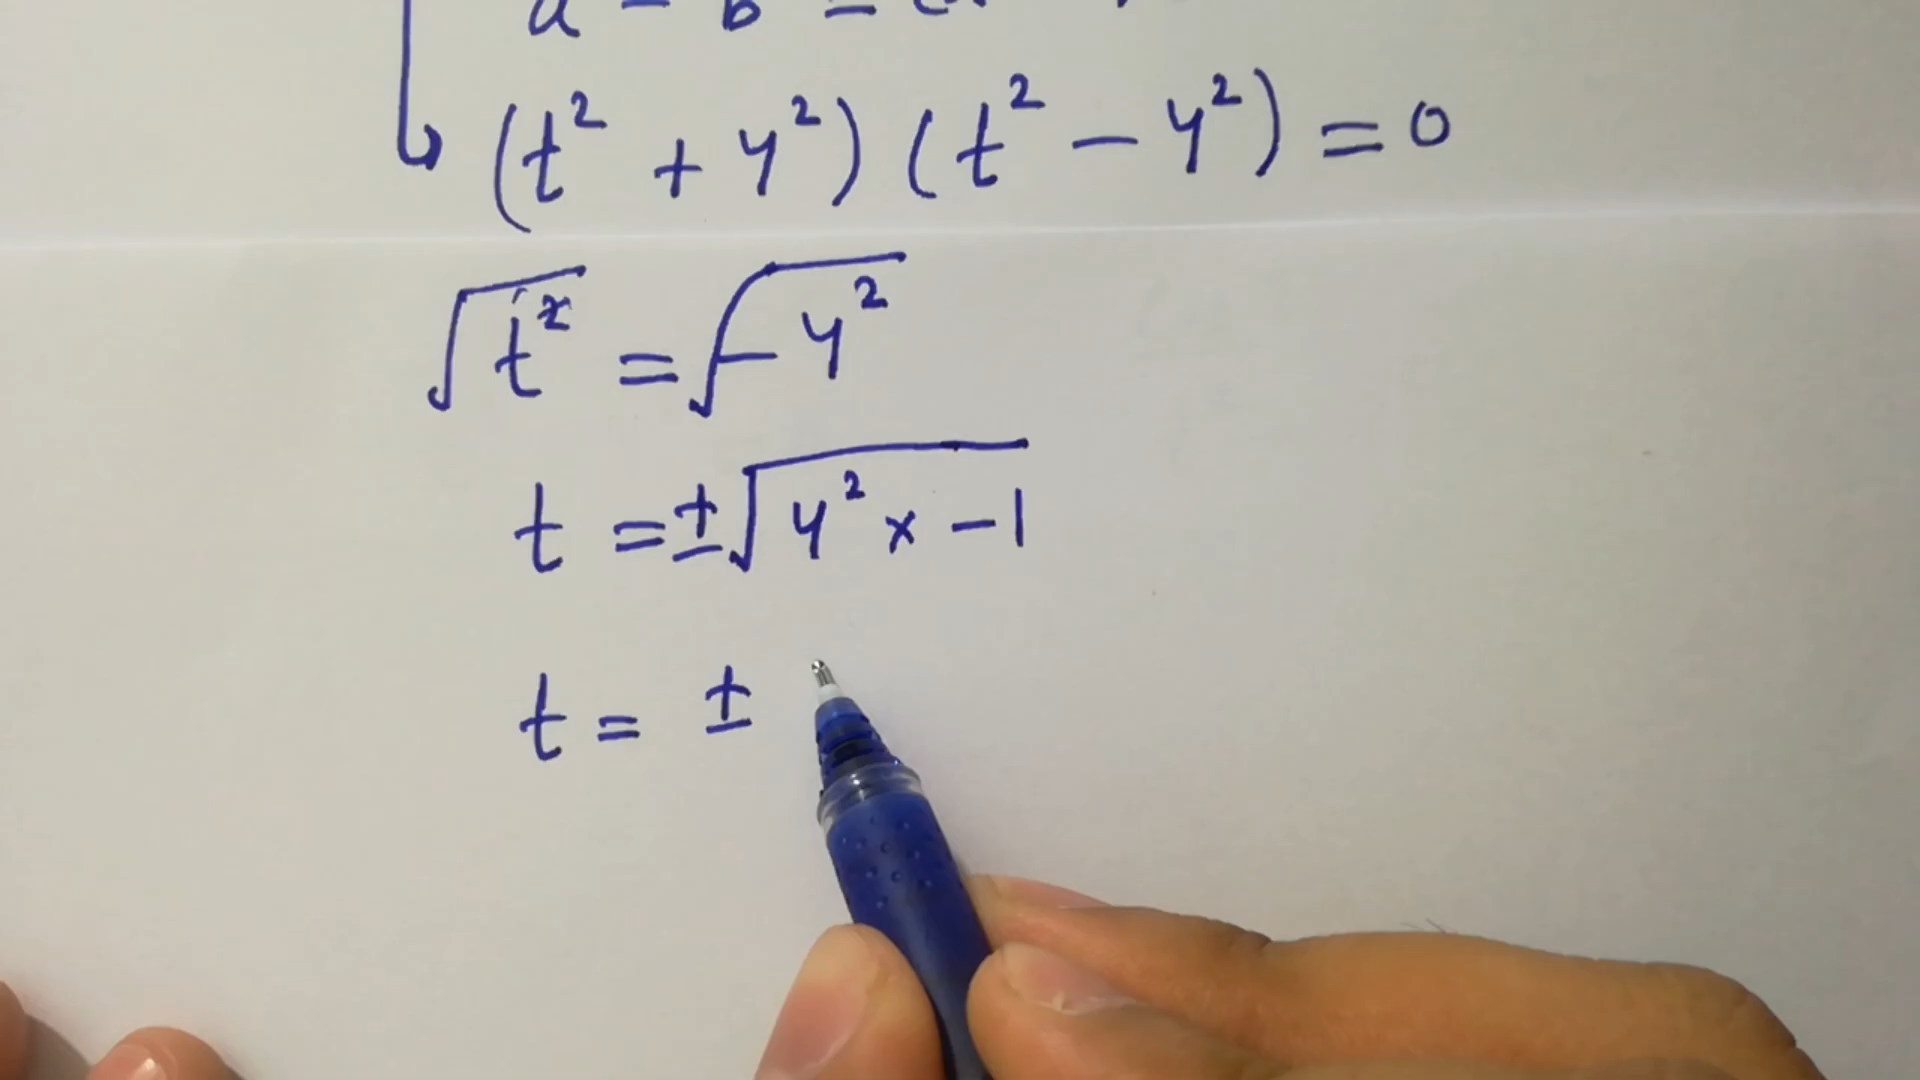 a - b =
(t² + y²) (t² - y²) = 0
√t² = √-y²
t = ±√y² × -1
t = ±